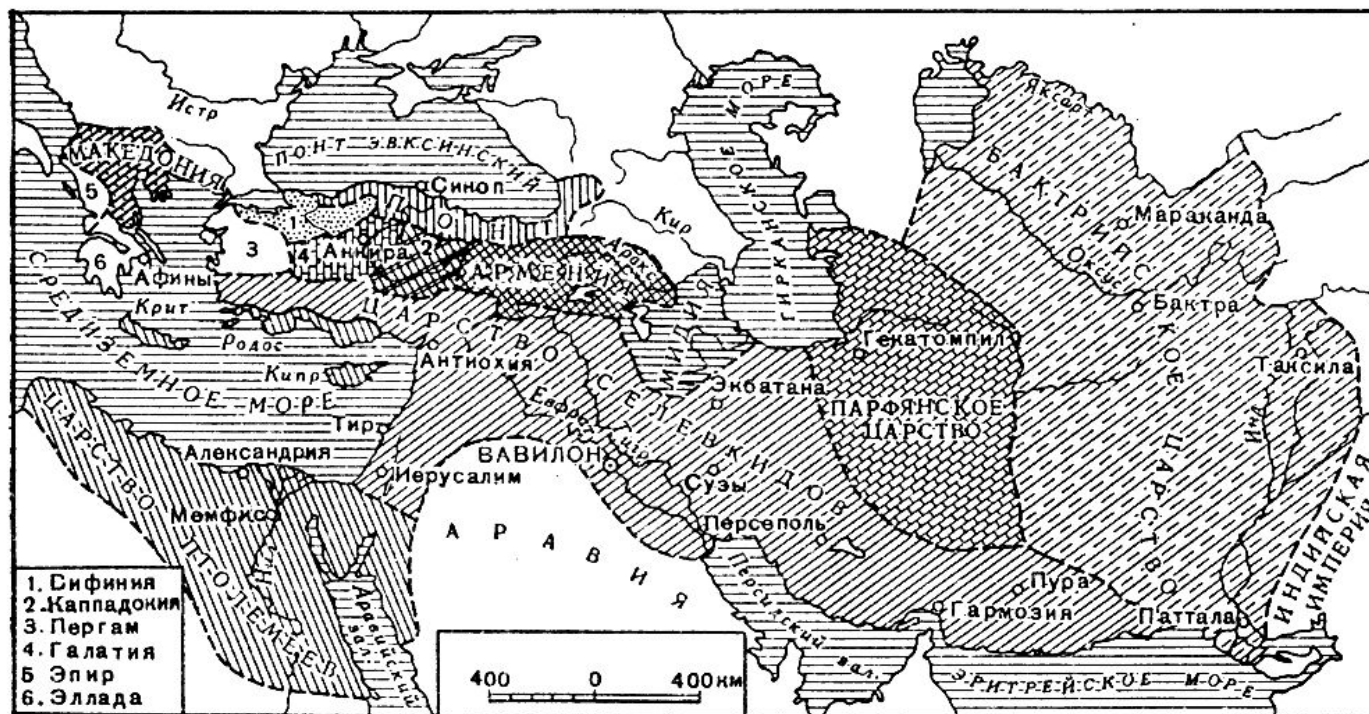 Истр
МАКЕДОНИЯ
ПОНТ ЭВКСИНСКИЙ
Синоп
ПОНТ
Кир
ГИРКАНСКОЕ МОРЕ
Яксарт
БАКТРИЙСКОЕ ЦАРСТВО
Мараканда
Оксус
Бактра
5
1
3
4
Анкира
2
АРМЕНИЯ
Аракс
МИДИЯ
6
Афины
Крит
Родос
Кипр
СРЕДИЗЕМНОЕ МОРЕ
ЦАРСТВО СЕЛЕВКИДОВ
Антиохия
Евфрат
Тигр
Экбатана
Гекатомпил
ПАРФЯНСКОЕ
ЦАРСТВО
Таксила
Инд
Тир
Александрия
Иерусалим
ВАВИЛОН
Сузы
Мемфис
Нил
ЦАРСТВО ПТОЛЕМЕЕВ
АРАВИЯ
Персеполь
Персидский зал.
Аравийский
зал.
Пура
Гармозия
Паттала
ИНДИЙСКАЯ
ИМПЕРИЯ
ЭРИТРЕЙСКОЕ МОРЕ
1. Сифиния
2. Каппадокия
3. Пергам
4. Галатия
5 Эпир
6. Эллада
400 0 400 км